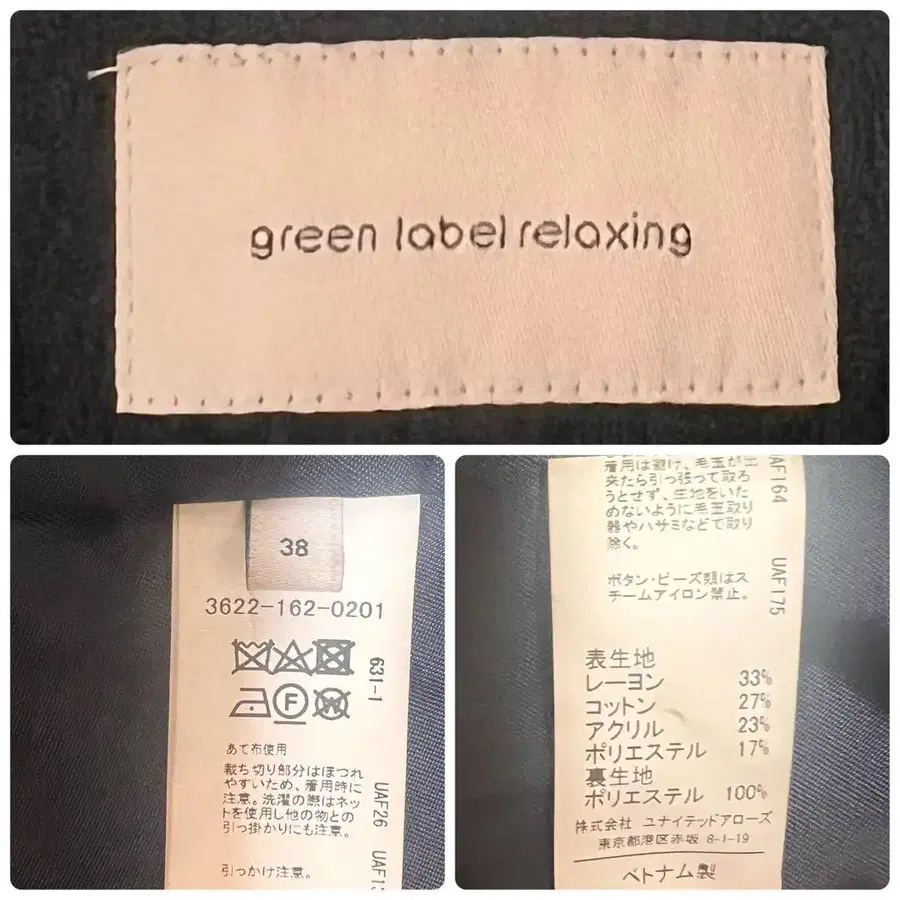 green label relaxing
38
3622-162-0201
631-1
F
あて布使用
裁ち切り部分はほつれ
やすいため、着用時に
注意。洗濯の際はネッ
トを使用し他の物との
引っ掛かりにも注意。
UAF26
引っかけ注意。
着用は避け、毛玉が出
来たら引っ張って取ろ
うとせず、生地をいた
めないように毛玉取り
器やハサミなどで取り
除く。
UAF164
ボタン・ビーズ類はス
チームアイロン禁止。
UAF175
表生地
レーヨン 33%
コットン 27%
アクリル 23%
ポリエステル 17%
裏生地
ポリエステル 100%
株式会社 ユナイテッドアローズ
東京都港区赤坂 8-1-19
ベトナム製